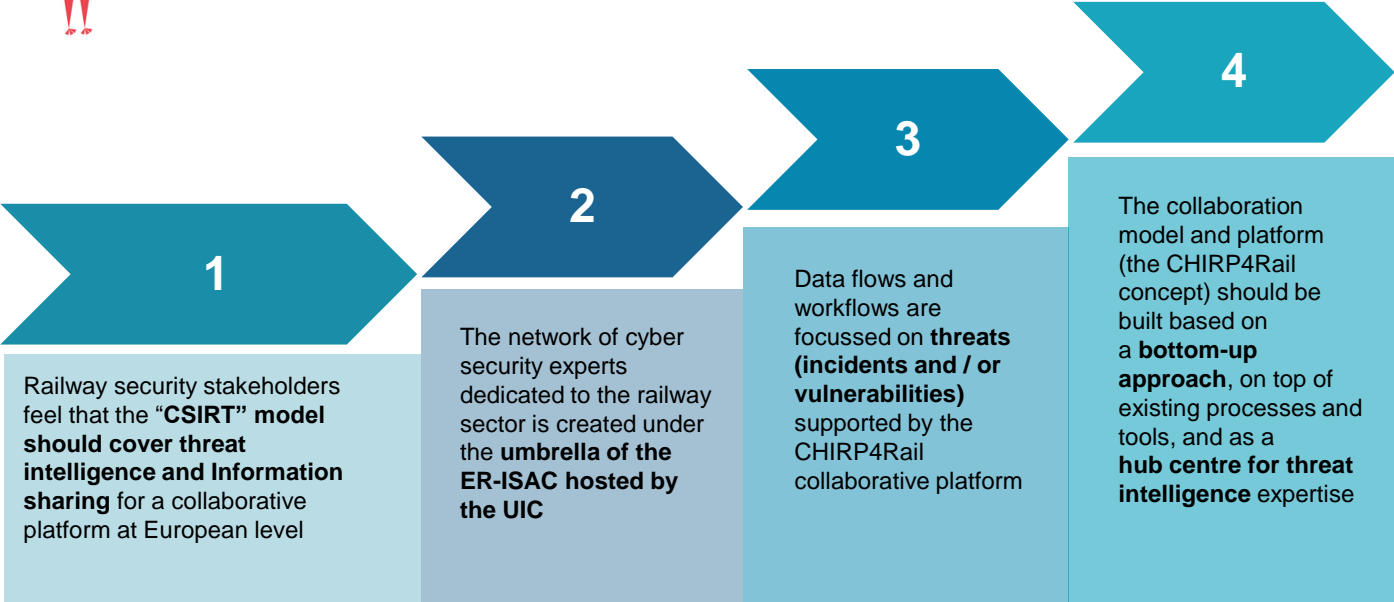 1
Railway security stakeholders
feel that the “CSIRT” model
should cover threat
intelligence and Information
sharing for a collaborative
platform at European level
2
The network of cyber
security experts
dedicated to the railway
sector is created under
the umbrella of the
ER-ISAC hosted by
the UIC
3
Data flows and
workflows are
focussed on threats
(incidents and / or
vulnerabilities)
supported by the
CHIRP4Rail
collaborative platform
4
The collaboration
model and platform
(the CHIRP4Rail
concept) should be
built based on
a bottom-up
approach, on top of
existing processes and
tools, and as a
hub centre for threat
intelligence expertise